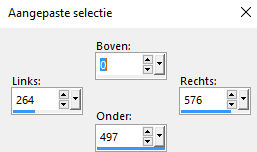 Aangepaste selectie
Boven:
0
Links:
Rechts:
264
576
Onder:
497